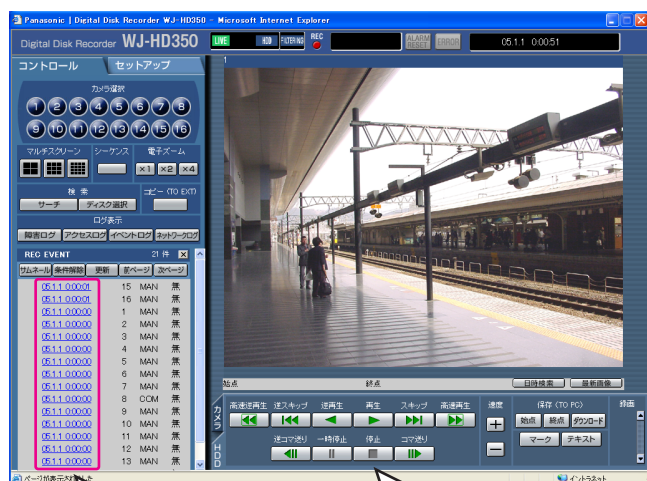 Panasonic | Digital Disk Recorder WJ-HD350 - Microsoft Internet Explorer
Digital Disk Recorder WJ-HD350
LIVE HDD FILTERING REC ALARM RESET ERROR 05.1.1 0:00:51
コントロール セットアップ
カメラ選択
1 2 3 4 5 6 7 8
9 10 11 12 13 14 15 16
マルチスクリーン シーケンス 電子ズーム
×1 ×2 ×4
検索 コピー (TO EXT)
サーチ ディスク選択
ログ表示
障害ログ アクセスログ イベントログ ネットワークログ
REC EVENT 21 件
サムネール 条件解除 更新 前ページ 次ページ
05.1.1 0:00:01 15 MAN 無
05.1.1 0:00:01 16 MAN 無
05.1.1 0:00:00 1 MAN 無
05.1.1 0:00:00 2 MAN 無
05.1.1 0:00:00 3 MAN 無
05.1.1 0:00:00 4 MAN 無
05.1.1 0:00:00 5 MAN 無
05.1.1 0:00:00 6 MAN 無
05.1.1 0:00:00 7 MAN 無
05.1.1 0:00:00 8 COM 無
05.1.1 0:00:00 9 MAN 無
05.1.1 0:00:00 10 MAN 無
05.1.1 0:00:00 11 MAN 無
05.1.1 0:00:00 12 MAN 無
05.1.1 0:00:00 13 MAN 無
1
始点 終点 日時検索 最新画像
カメラ
HDD
高速逆再生 逆スキップ 逆再生 再生 スキップ 高速再生 速度 保存 (TO PC) 録画
始点 終点 ダウンロード
逆コマ送り 一時停止 停止 コマ送り
マーク テキスト
ページが表示されました
イントラネット